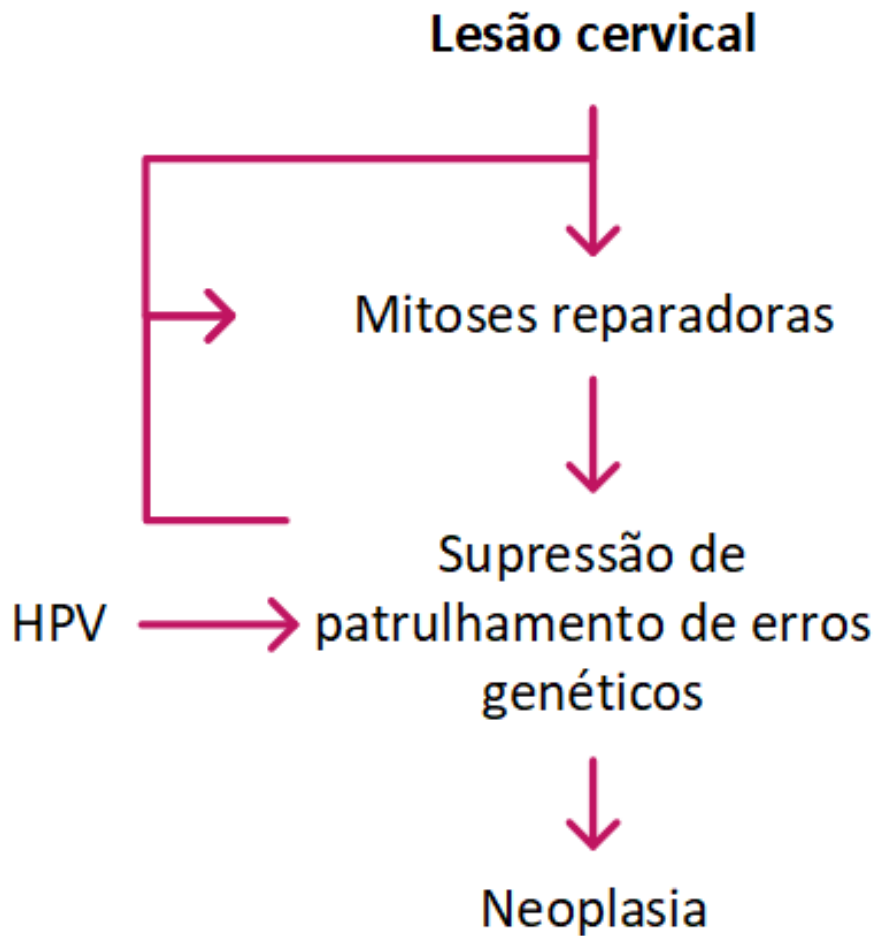 Lesão cervical
Mitoses reparadoras
Supressão de
HPV
patrulhamento de erros
genéticos
Neoplasia